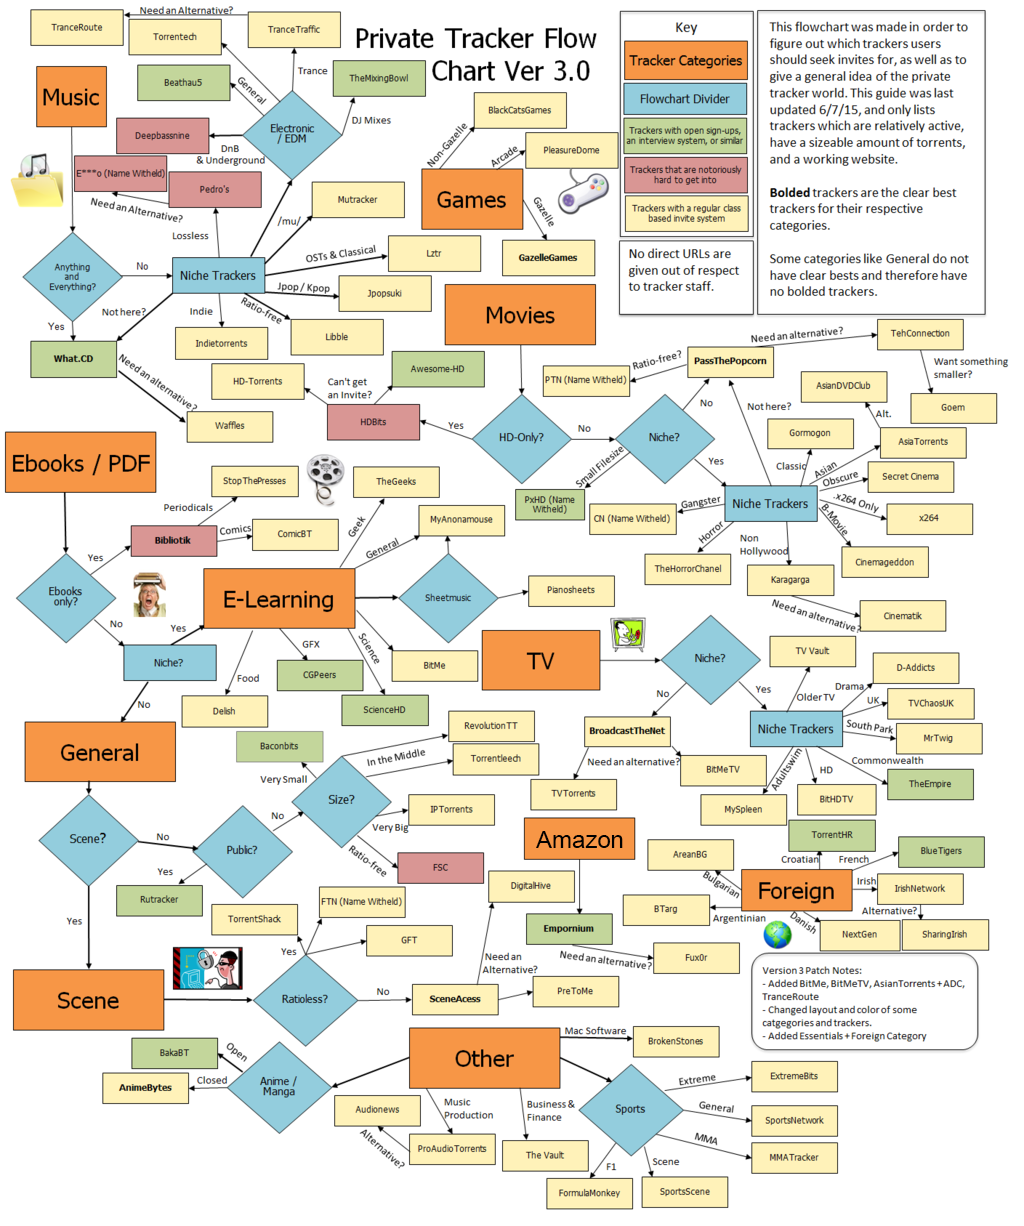 Private Tracker Flow
Chart Ver 3.0
Key
Tracker Categories
Flowchart Divider
Trackers with open sign-ups,
an interview system, or similar
Trackers that are notoriously
hard to get into
Trackers with a regular class
based invite system
No direct URLs are
given out of respect
to tracker staff.
This flowchart was made in order to
figure out which trackers users
should seek invites for, as well as to
give a general idea of the private
tracker world. This guide was last
updated 6/7/15, and only lists
trackers which are relatively active,
have a sizeable amount of torrents,
and a working website.
Bolded trackers are the clear best
trackers for their respective
categories.
Some categories like General do not
have clear bests and therefore have
no bolded trackers.
Music
Anything
and
Everything?
No
Yes
What.CD
Need an alternative?
Waffles
Niche Trackers
Not here?
Lossless
Pedro's
Need an Alternative?
E***o (Name Witheld)
Electronic
/ EDM
Trance
TranceTraffic
Need an Alternative?
TranceRoute
Torrentech
General
Beathau5
DnB
& Underground
Deepbassnine
DJ Mixes
TheMixingBowl
/mu/
Mutracker
OSTs & Classical
Lztr
Jpop / Kpop
Jpopsuki
Ratio-free
Libble
Indie
Indietorrents
Games
Non-Gazelle
BlackCatsGames
Arcade
PleasureDome
Gazelle
GazelleGames
Movies
HD-Only?
Yes
HDBits
Can't get
an Invite?
HD-Torrents
Awesome-HD
No
Niche?
Small Filesize
PxHD (Name
Witheld)
No
PassThePopcorn
Ratio-free?
PTN (Name Witheld)
Need an alternative?
TehConnection
Want something
smaller?
Goem
Yes
Niche Trackers
Not here?
Classic
Gormogon
Asian
AsiaTorrents
Alt.
AsianDVDClub
Obscure
Secret Cinema
.x264 Only
x264
B-Movie
Cinemageddon
Non
Hollywood
Karagarga
Need an alternative?
Cinematik
Horror
TheHorrorChanel
Gangster
CN (Name Witheld)
Ebooks / PDF
Ebooks
only?
Yes
Bibliotik
Periodicals
StopThePresses
Comics
ComicBT
No
Niche?
Yes
E-Learning
Geek
TheGeeks
General
MyAnonamouse
Sheetmusic
Pianosheets
BitMe
Science
ScienceHD
GFX
CGPeers
Food
Delish
No
General
Scene?
No
Public?
Yes
Rutracker
No
Size?
Very Small
Baconbits
In the Middle
RevolutionTT
Torrentleech
Very Big
IPTorrents
Ratio-free
FSC
Yes
Scene
Ratioless?
Yes
TorrentShack
FTN (Name Witheld)
GFT
No
SceneAcess
Need an
Alternative?
DigitalHive
PreToMe
TV
Niche?
No
BroadcastTheNet
Need an alternative?
TVTorrents
BitMeTV
Yes
Niche Trackers
Older TV
TV Vault
Drama
D-Addicts
UK
TVChaosUK
South Park
MrTwig
Commonwealth
TheEmpire
HD
BitHDTV
Adultswim
MySpleen
Amazon
Empornium
Need an alternative?
Fux0r
Foreign
Croatian
TorrentHR
French
BlueTigers
Irish
IrishNetwork
Alternative?
SharingIrish
Danish
NextGen
Argentinian
BTarg
Bulgarian
AreanBG
Version 3 Patch Notes:
- Added BitMe, BitMeTV, AsianTorrents + ADC,
TranceRoute
- Changed layout and color of some
catgegories and trackers.
- Added Essentials + Foreign Category
Other
Mac Software
BrokenStones
Anime /
Manga
Open
BakaBT
Closed
AnimeBytes
Music
Production
ProAudioTorrents
Alternative?
Audionews
Business &
Finance
The Vault
Sports
Extreme
ExtremeBits
General
SportsNetwork
MMA
MMATracker
Scene
SportsScene
F1
FormulaMonkey